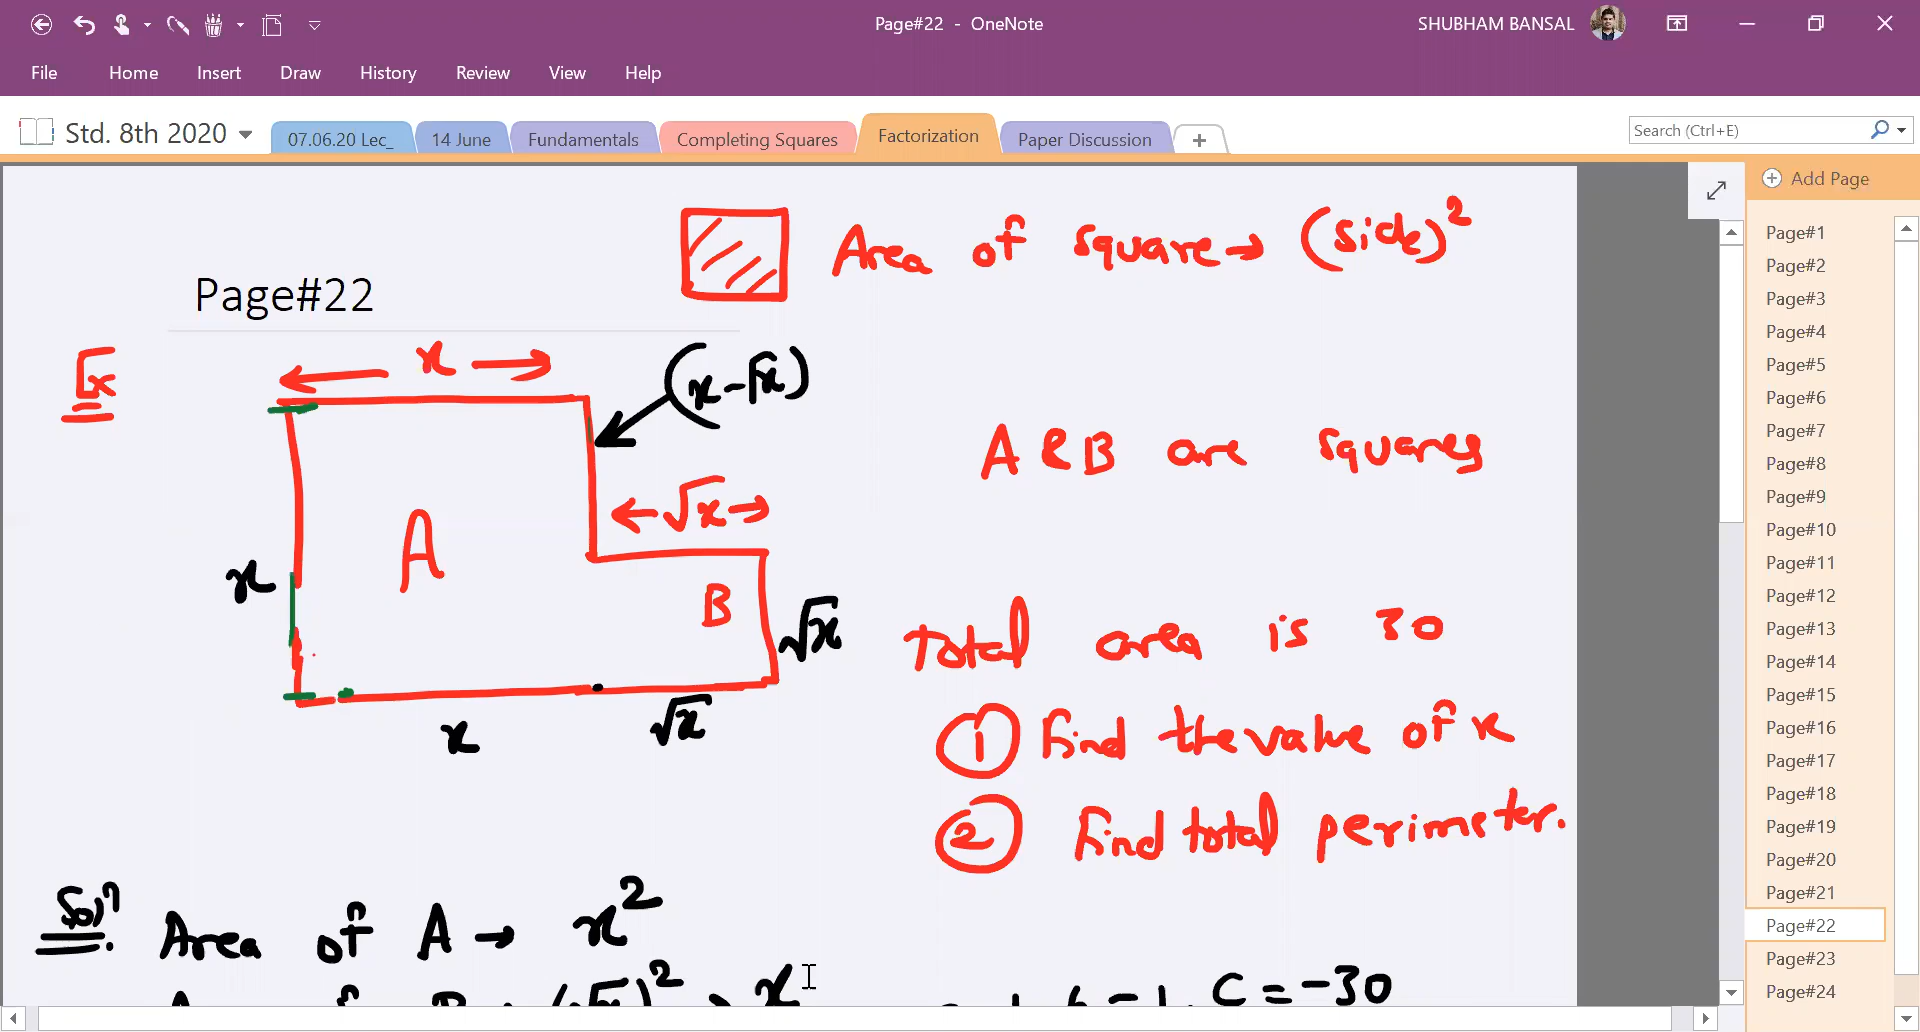 Page#22 - OneNote
SHUBHAM BANSAL
File Home Insert Draw History Review View Help
Std. 8th 2020
07.06.20 Lec_
14 June
Fundamentals
Completing Squares
Factorization
Paper Discussion
+
Search (Ctrl+E)
Add Page
Page#1
Page#2
Page#3
Page#4
Page#5
Page#6
Page#7
Page#8
Page#9
Page#10
Page#11
Page#12
Page#13
Page#14
Page#15
Page#16
Page#17
Page#18
Page#19
Page#20
Page#21
Page#22
Page#23
Page#24
Area of square → (side)²
Page#22
Ex
← x →
(x-√x)
A & B are squares
← √x →
A
x
B
√x
Total area is 30
x
√x
① Find the value of x
② Find total perimeter.
Sol?
Area of A → x²
(√x)² → x
C = -30